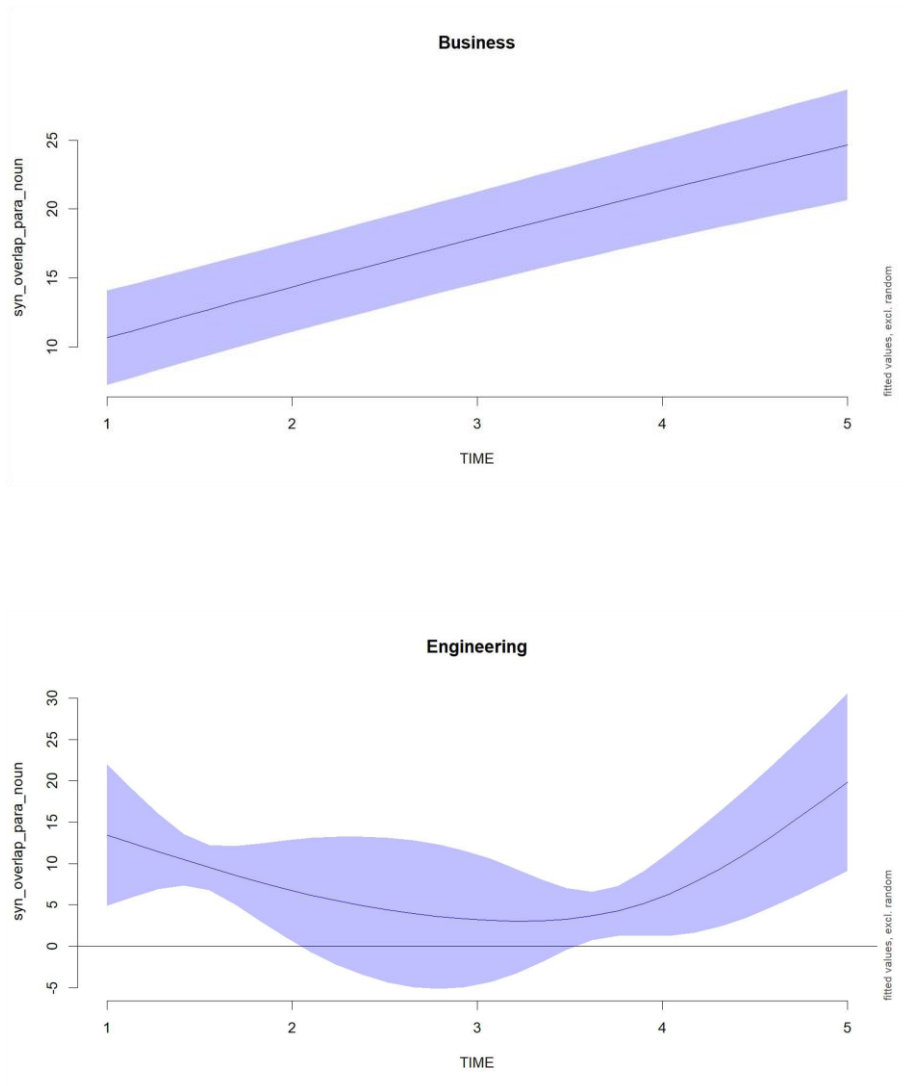 Business
syn_overlap_para_noun
25
20
15
10
1 2 3 4 5
TIME
fitted values, excl. random
Engineering
syn_overlap_para_noun
30
25
20
15
10
5
0
-5
1 2 3 4 5
TIME
fitted values, excl. random